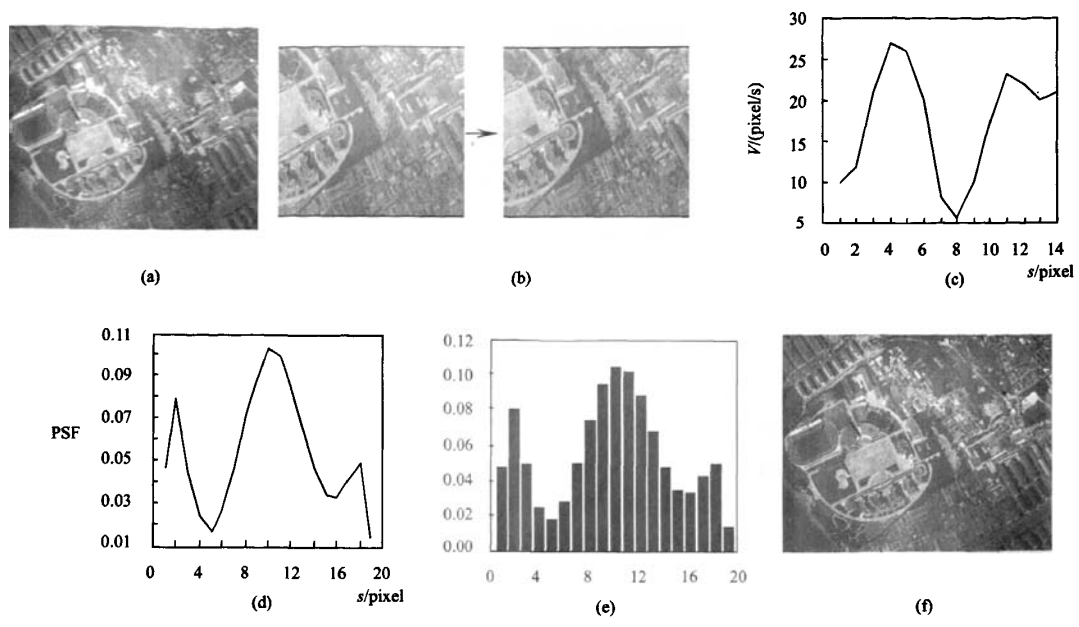 (a)
(b)
30
25
20
15
10
5
V/(pixel/s)
0 2 4 6 8 10 12 14
s/pixel
(c)
0.11
0.09
0.07
0.05
0.03
0.01
PSF
0 4 8 12 16 20
s/pixel
(d)
0.12
0.10
0.08
0.06
0.04
0.02
0.00
0 4 8 12 16 20
(e)
(f)